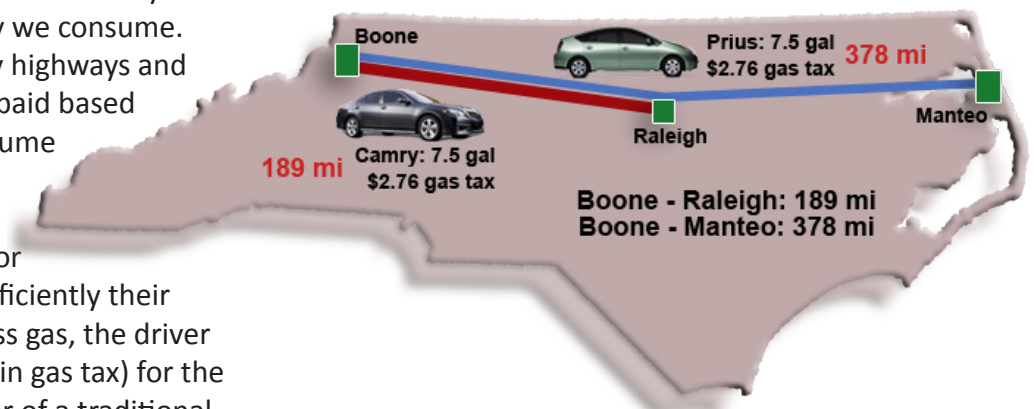 y we consume.
highways and
paid based
ume
or
ficiently their
ss gas, the driver
in gas tax) for the
r of a traditional
Boone
Prius: 7.5 gal
$2.76 gas tax
378 mi
Manteo
Raleigh
Camry: 7.5 gal
$2.76 gas tax
189 mi
Boone - Raleigh: 189 mi
Boone - Manteo: 378 mi